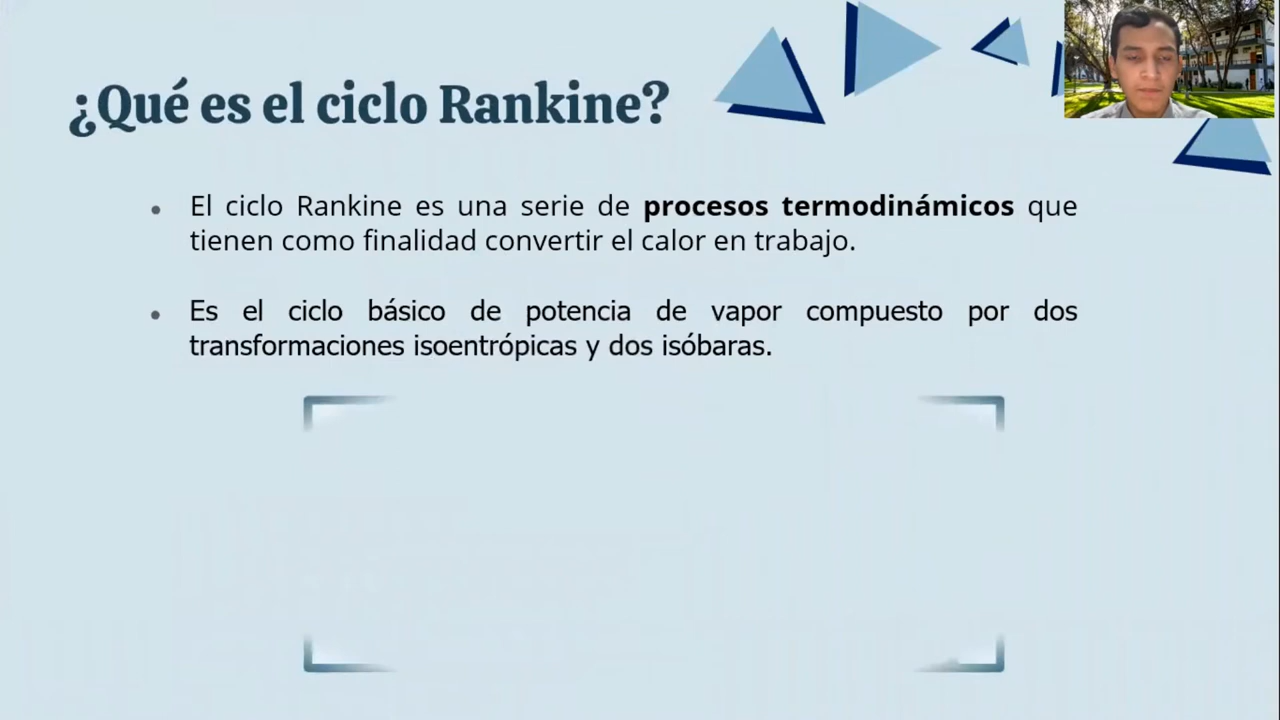 ¿Qué es el ciclo Rankine?
El ciclo Rankine es una serie de procesos termodinámicos que
tienen como finalidad convertir el calor en trabajo.
Es el ciclo básico de potencia de vapor compuesto por dos
transformaciones isoentrópicas y dos isóbaras.